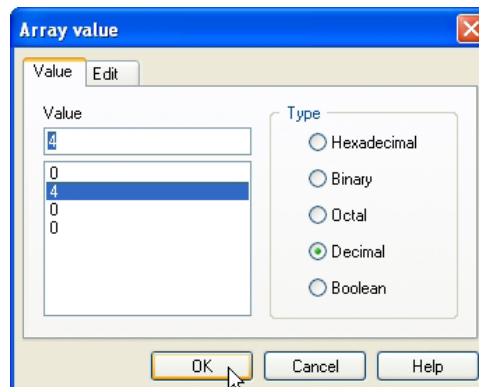 Array value
Value Edit
Value
4
0
4
0
0
Type
Hexadecimal
Binary
Octal
Decimal
Boolean
OK Cancel Help